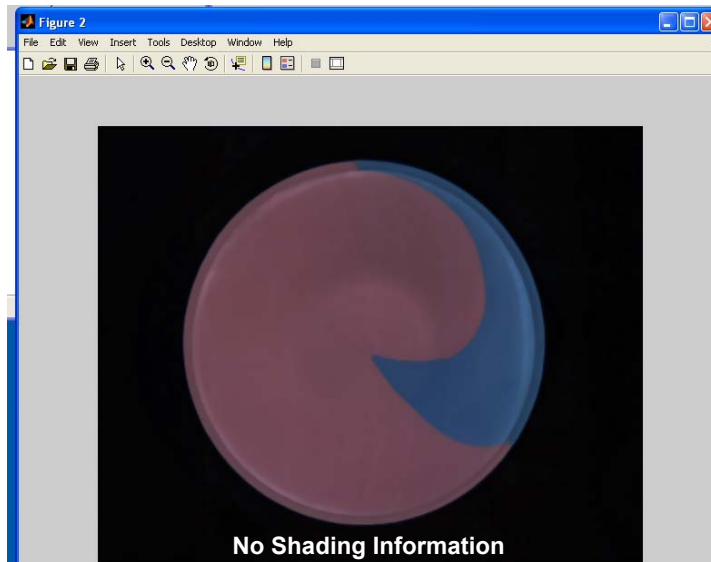 Figure 2
File Edit View Insert Tools Desktop Window Help
No Shading Information